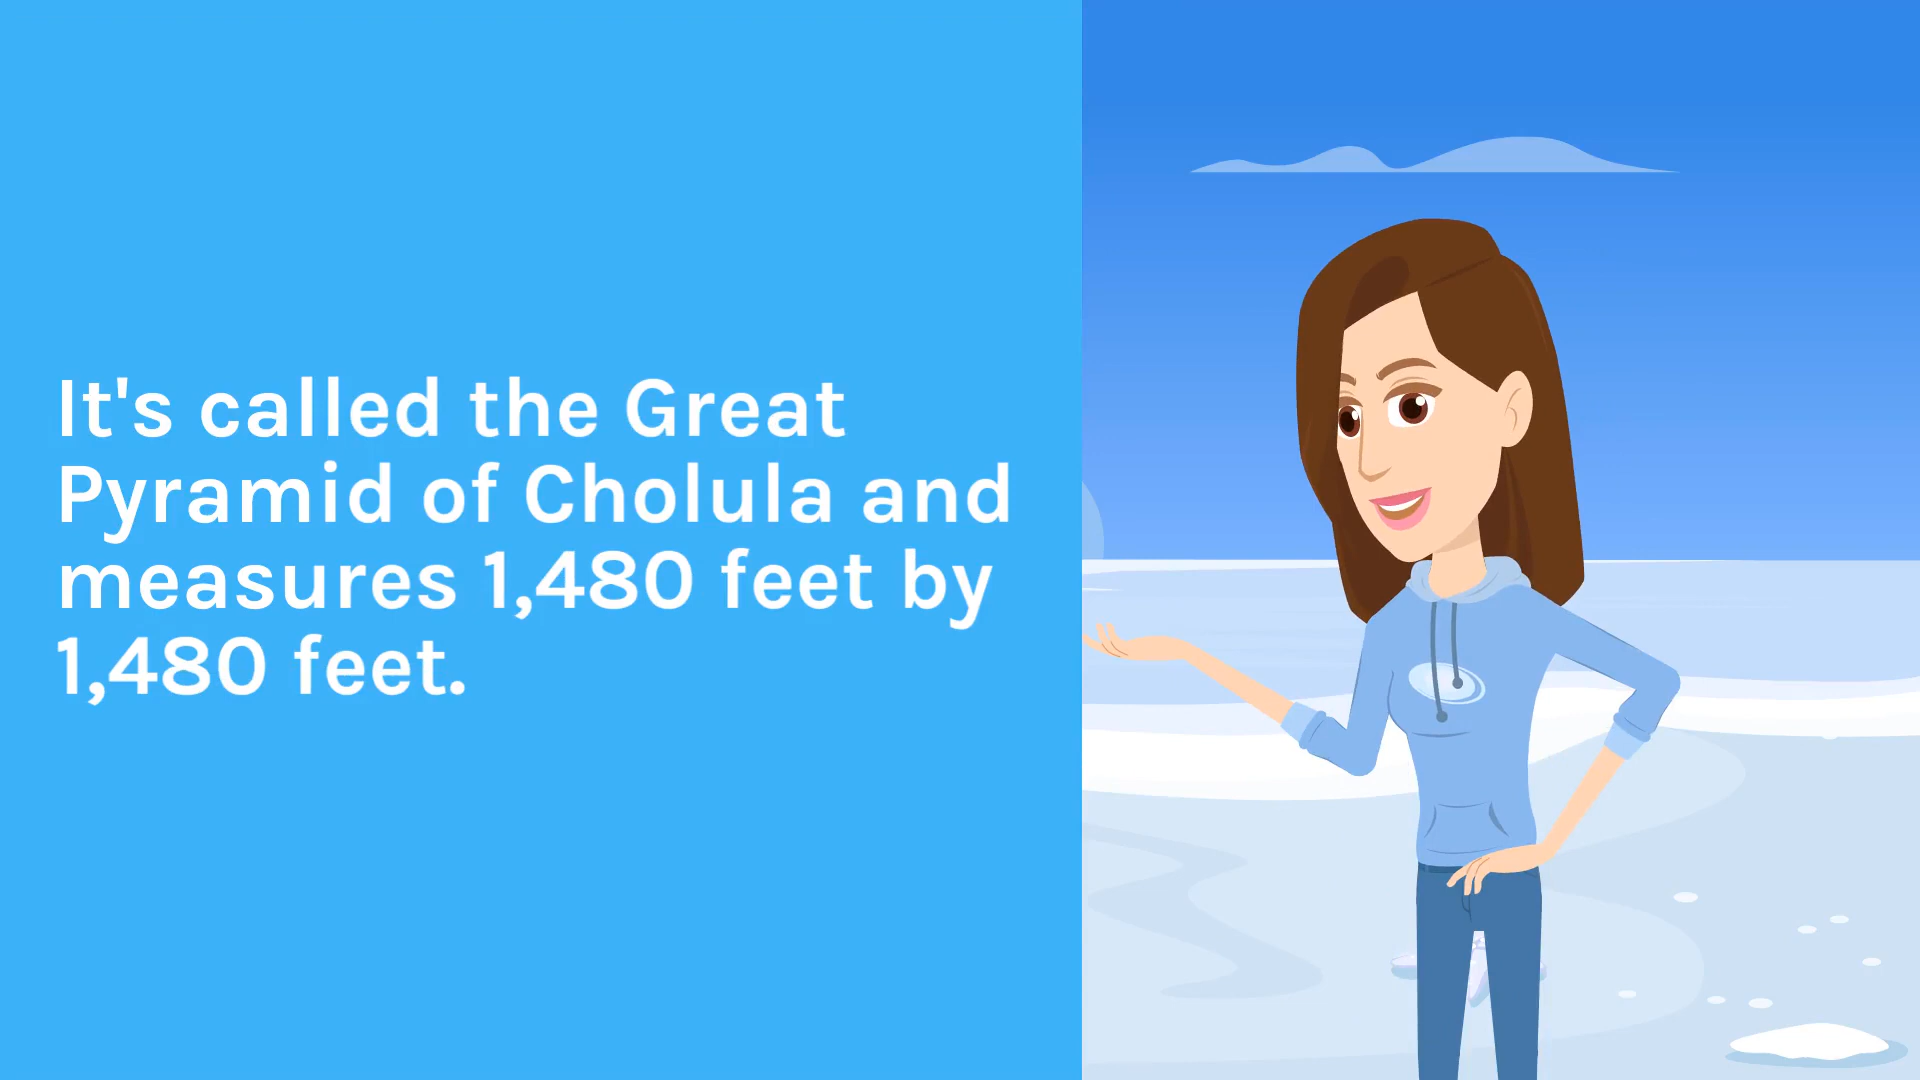 It's called the Great
Pyramid of Cholula and
measures 1,480 feet by
1,480 feet.